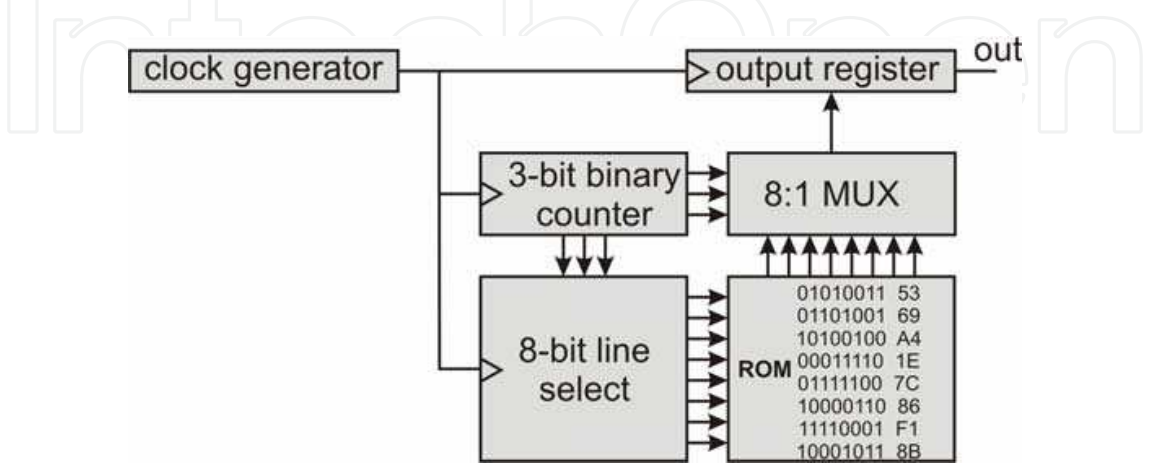 IntechOpen
clock generator
output register
out
3-bit binary
counter
8:1 MUX
8-bit line
select
ROM
01010011 53
01101001 69
10100100 A4
00011110 1E
01111100 7C
10000110 86
11110001 F1
10001011 8B